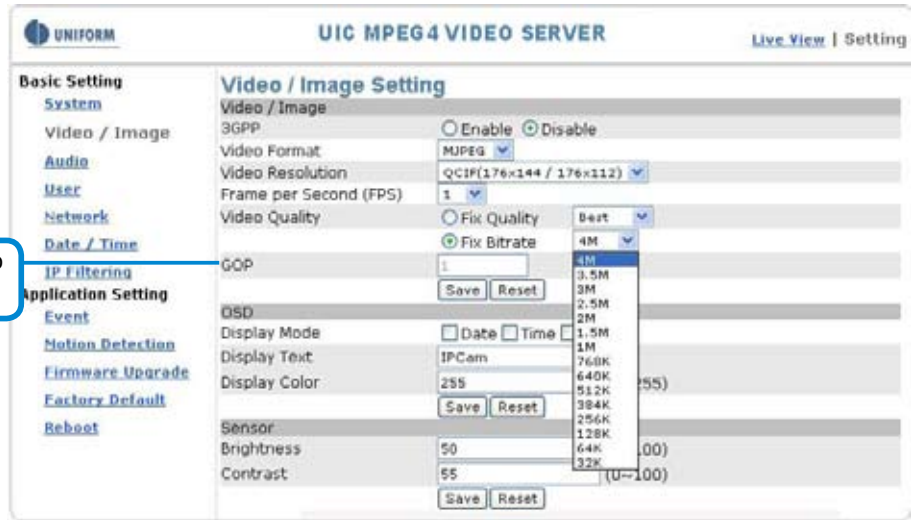 UNIFORM
UIC MPEG4 VIDEO SERVER
Live View | Setting
Basic Setting
System
Video / Image
Audio
User
Network
Date / Time
IP Filtering
Application Setting
Event
Motion Detection
Firmware Upgrade
Factory Default
Reboot
Video / Image Setting
Video / Image
3GPP Enable Disable
Video Format MJPEG
Video Resolution QCIF(176x144 / 176x112)
Frame per Second (FPS) 1
Video Quality Fix Quality Best
Fix Bitrate 4M
GOP 1
Save Reset
4M
3.5M
3M
2.5M
2M
1.5M
1M
768K
640K
512K
384K
256K
128K
64K
32K
OSD
Display Mode Date Time
Display Text IPCam
Display Color 255 255)
Save Reset
Sensor
Brightness 50 .00)
Contrast 55 (0~100)
Save Reset